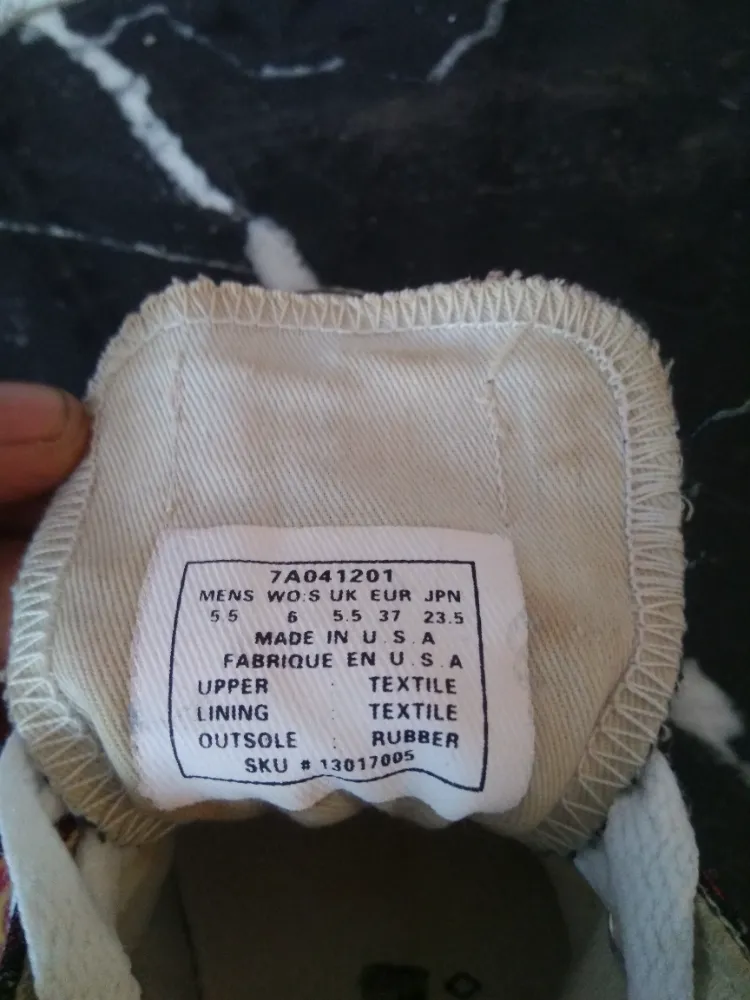 7A041201
MENS WO:S UK EUR JPN
5.5 6 5.5 37 23.5
MADE IN U.S.A
FABRIQUE EN U.S.A
UPPER : TEXTILE
LINING : TEXTILE
OUTSOLE : RUBBER
SKU # 13017005